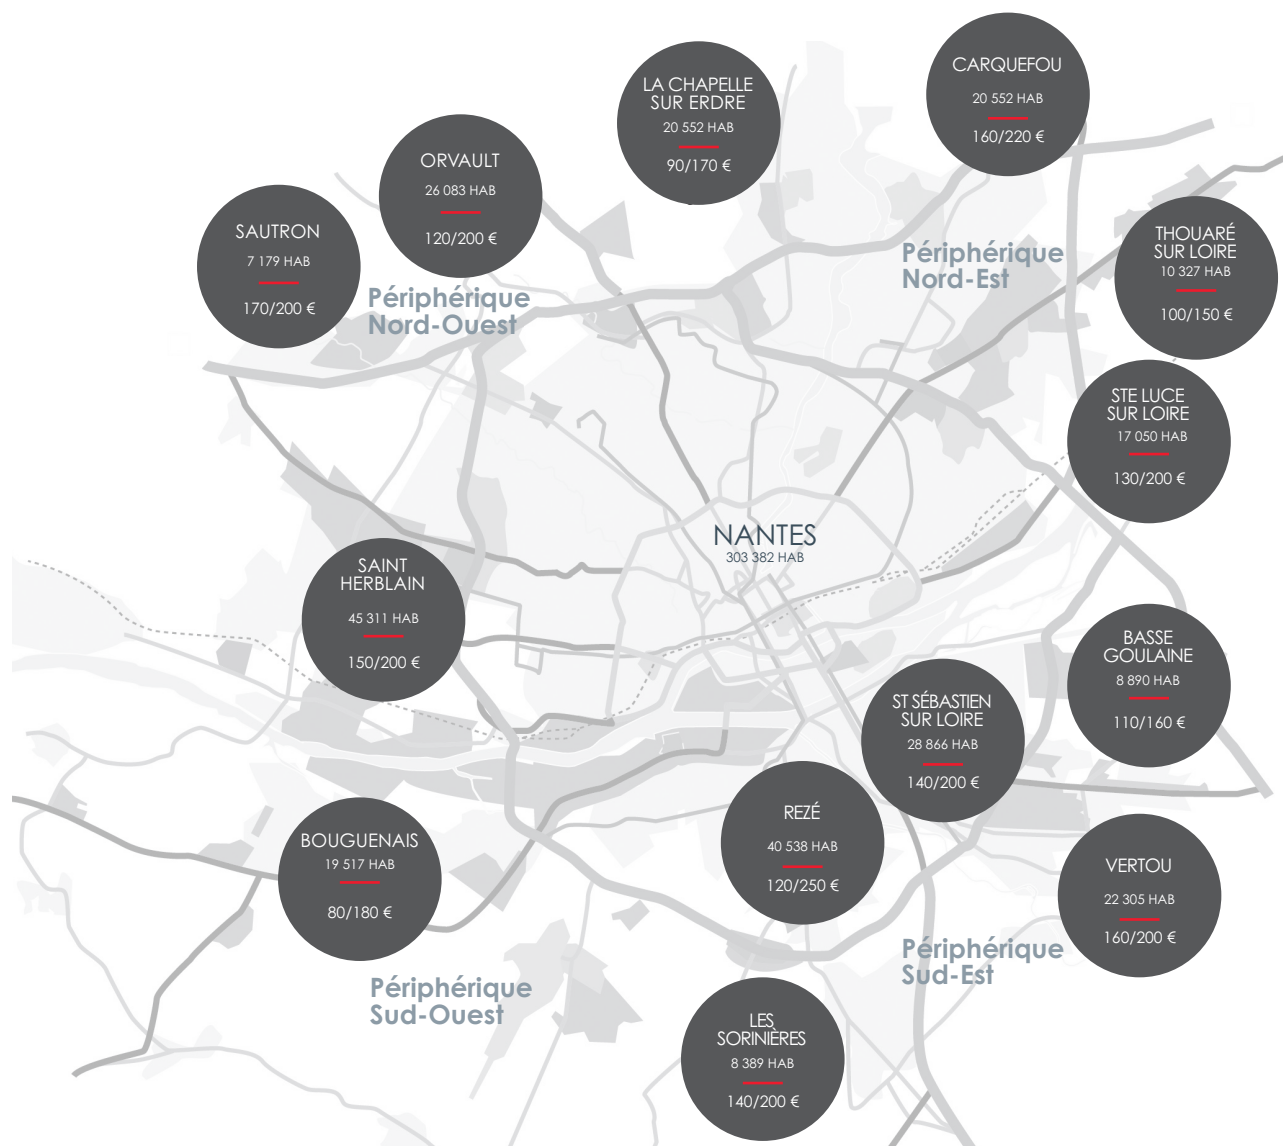 CARQUEFOU
20 552 HAB
160/220 €
LA CHAPELLE
SUR ERDRE
20 552 HAB
90/170 €
ORVAULT
26 083 HAB
120/200 €
SAUTRON
7 179 HAB
170/200 €
THOUARÉ
SUR LOIRE
10 327 HAB
100/150 €
Périphérique
Nord-Est
Périphérique
Nord-Ouest
STE LUCE
SUR LOIRE
17 050 HAB
130/200 €
NANTES
303 382 HAB
SAINT
HERBLAIN
45 311 HAB
150/200 €
BASSE
GOULAINE
8 890 HAB
110/160 €
ST SÉBASTIEN
SUR LOIRE
28 866 HAB
140/200 €
REZÉ
40 538 HAB
120/250 €
BOUGUENAIS
19 517 HAB
80/180 €
VERTOU
22 305 HAB
160/200 €
Périphérique
Sud-Est
Périphérique
Sud-Ouest
LES
SORINIÈRES
8 389 HAB
140/200 €